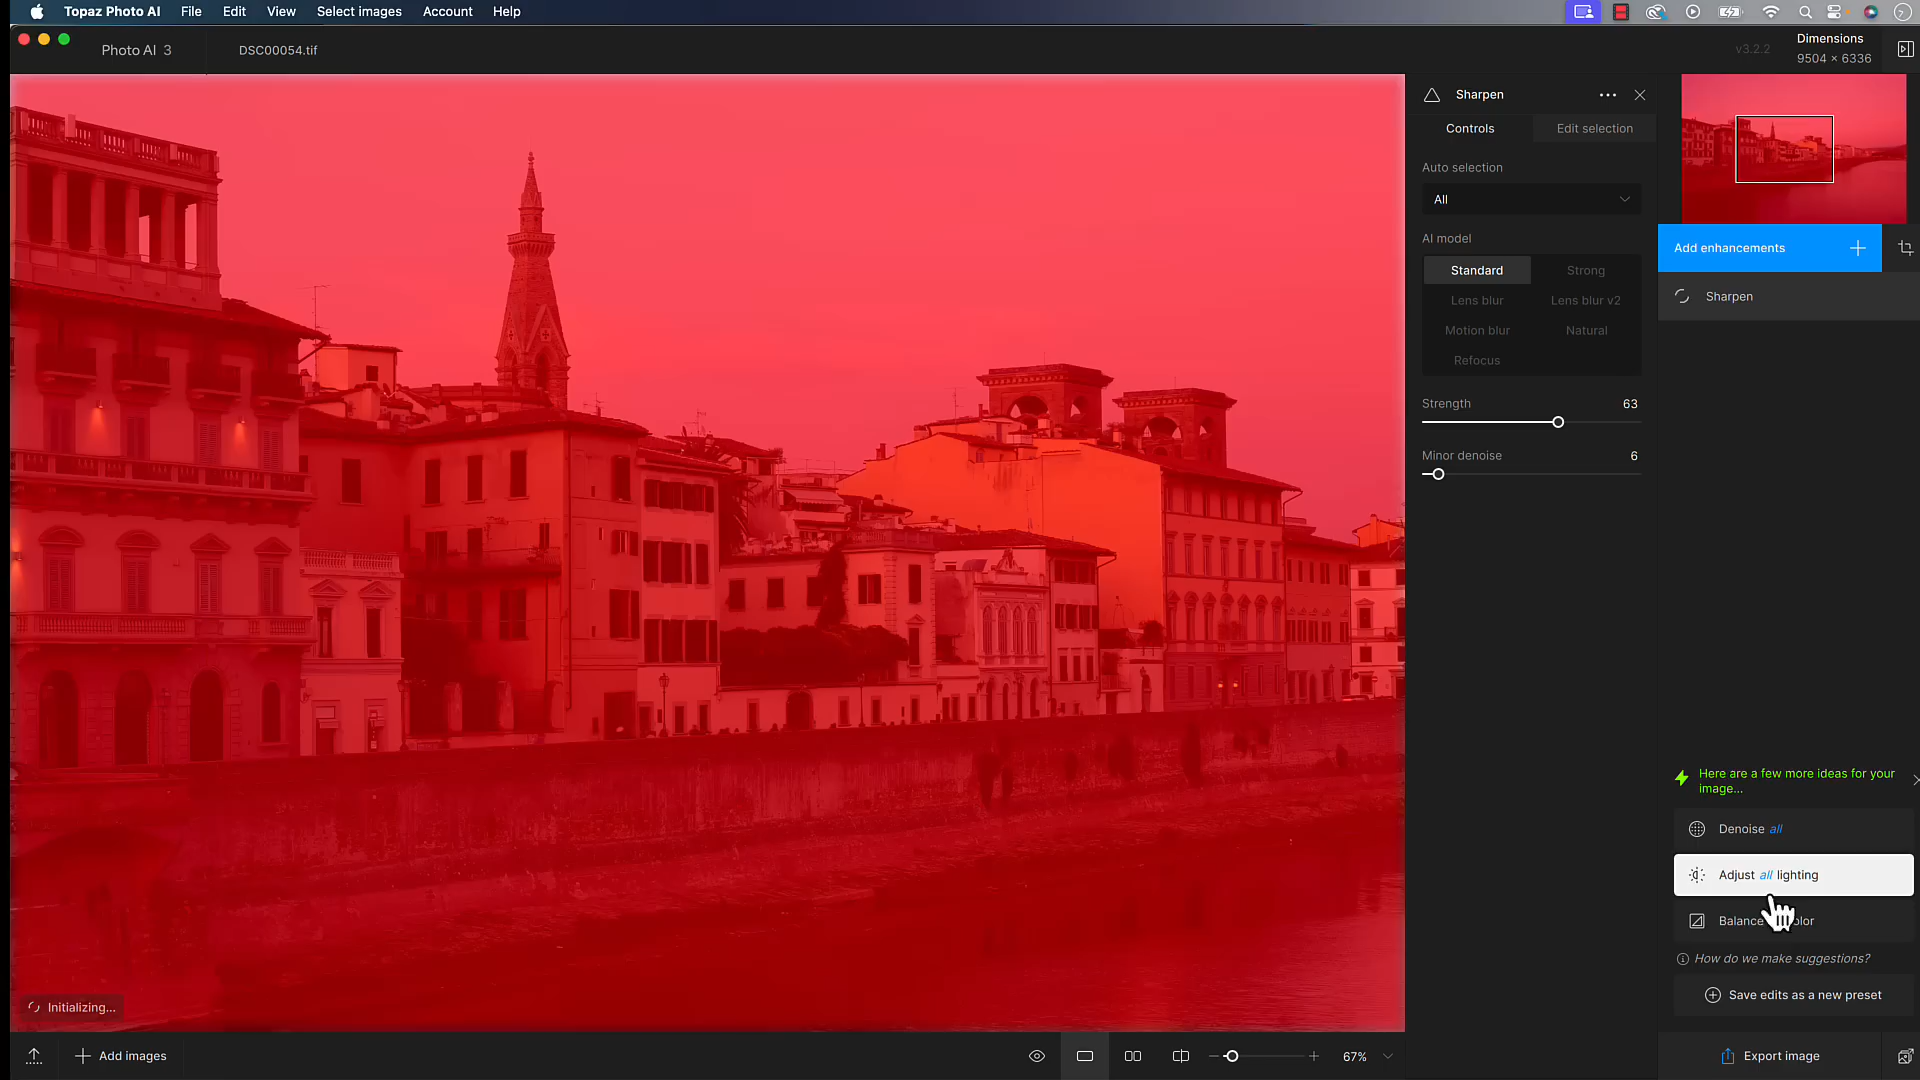 Topaz Photo AI File Edit View Select images Account Help
Photo AI 3
DSC00054.tif
v3.2.2
Dimensions
9504 × 6336
Sharpen
Controls
Edit selection
Auto selection
All
AI model
Standard
Strong
Lens blur
Lens blur v2
Motion blur
Natural
Refocus
Strength 63
Minor denoise 6
Add enhancements
Sharpen
Here are a few more ideas for your
image...
Denoise all
Adjust all lighting
Balance
How do we make suggestions?
Save edits as a new preset
Initializing...
Add images
67%
Export image